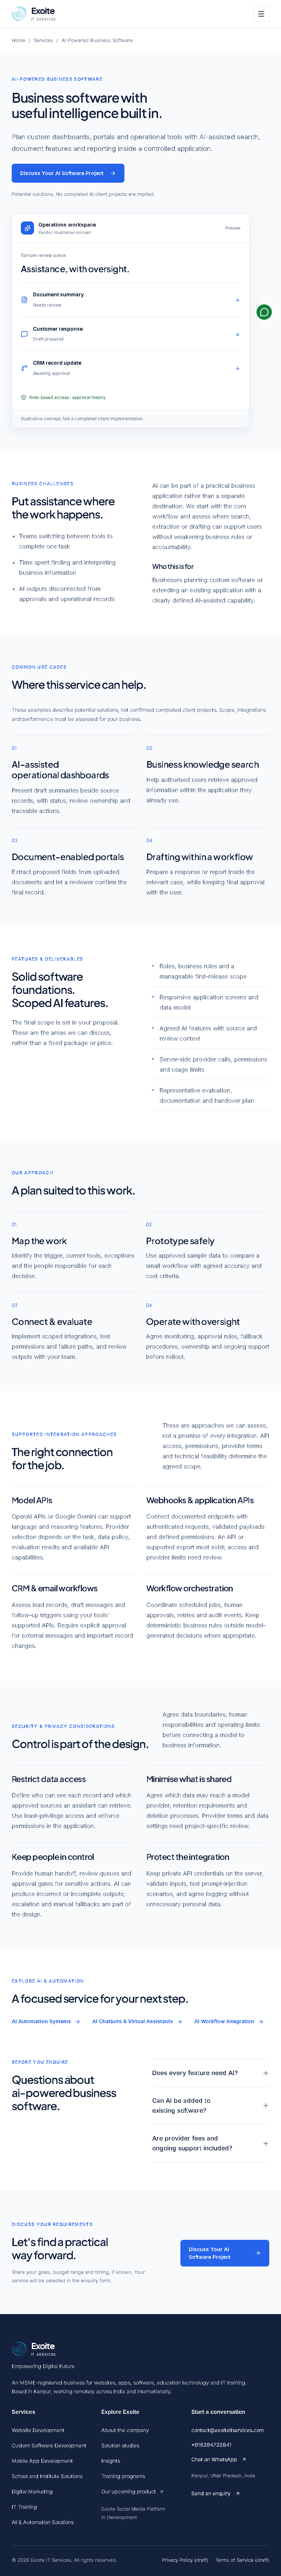 Exoite
IT SERVICES
Home / Services / AI-Powered Business Software
AI-POWERED BUSINESS SOFTWARE
Business software with
useful intelligence built in.
Plan custom dashboards, portals and operational tools with AI-assisted search,
document features and reporting inside a controlled application.
Discuss Your AI Software Project
Potential solutions. No completed AI client projects are implied.
Operations workspace
Exoite / illustrative concept
Preview
Sample review queue
Assistance, with oversight.
Document summary
Needs review
Customer response
Draft prepared
CRM record update
Awaiting approval
Role-based access · approval history
Illustrative concept. Not a completed client implementation.
BUSINESS CHALLENGES
Put assistance where
the work happens.
Teams switching between tools to
complete one task
Time spent finding and interpreting
business information
AI outputs disconnected from
approvals and operational records
AI can be part of a practical business
application rather than a separate
destination. We start with the core
workflow and assess where search,
extraction or drafting can support users
without weakening business rules or
accountability.
Who this is for
Businesses planning custom software or
extending an existing application with a
clearly defined AI-assisted capability.
COMMON USE CASES
Where this service can help.
These examples describe potential solutions, not confirmed completed client projects. Scope, integrations
and performance must be assessed for your business.
01
AI-assisted
operational dashboards
Present draft summaries beside source
records, with status, review ownership and
traceable actions.
02
Business knowledge search
Help authorised users retrieve approved
information within the application they
already use.
03
Document-enabled portals
Extract proposed fields from uploaded
documents and let a reviewer confirm the
final record.
04
Drafting within a workflow
Prepare a response or report inside the
relevant case, while keeping final approval
with the user.
FEATURES & DELIVERABLES
Solid software
foundations.
Scoped AI features.
The final scope is set in your proposal.
These are the areas we can discuss,
rather than a fixed package or price.
Roles, business rules and a
manageable first-release scope
Responsive application screens and
data model
Agreed AI features with source and
review context
Server-side provider calls, permissions
and usage limits
Representative evaluation,
documentation and handover plan
OUR APPROACH
A plan suited to this work.
01
Map the work
Identify the trigger, current tools, exceptions
and the people responsible for each
decision.
02
Prototype safely
Use approved sample data to compare a
small workflow with agreed accuracy and
cost criteria.
03
Connect & evaluate
Implement scoped integrations, test
permissions and failure paths, and review
outputs with your team.
04
Operate with oversight
Agree monitoring, approval rules, fallback
procedures, ownership and ongoing support
before rollout.
SUPPORTED INTEGRATION APPROACHES
The right connection
for the job.
These are approaches we can assess,
not a promise of every integration. API
access, permissions, provider terms
and technical feasibility determine the
agreed scope.
Model APIs
OpenAI APIs or Google Gemini can support
language and reasoning features. Provider
selection depends on the task, data policy,
evaluation results and available API
capabilities.
Webhooks & application APIs
Connect documented endpoints with
authenticated requests, validated payloads
and defined permissions. An API or
supported export must exist; access and
provider limits need review.
CRM & email workflows
Assess lead records, draft messages and
follow-up triggers using your tools'
supported APIs. Require explicit approval
for external messages and important record
changes.
Workflow orchestration
Coordinate scheduled jobs, human
approvals, retries and audit events. Keep
deterministic business rules outside model-
generated decisions where appropriate.
SECURITY & PRIVACY CONSIDERATIONS
Control is part of the design.
Agree data boundaries, human
responsibilities and operating limits
before connecting a model to
business information.
Restrict data access
Define who can see each record and which
approved sources an assistant can retrieve.
Use least-privilege access and enforce
permissions in the application.
Minimise what is shared
Agree which data may reach a model
provider, retention requirements and
deletion processes. Provider terms and data
settings need project-specific review.
Keep people in control
Provide human handoff, review queues and
approval gates for sensitive actions. AI can
produce incorrect or incomplete outputs;
escalation and manual fallbacks are part of
the design.
Protect the integration
Keep private API credentials on the server,
validate inputs, test prompt-injection
scenarios, and agree logging without
unnecessary personal data.
EXPLORE AI & AUTOMATION
A focused service for your next step.
AI Automation Systems
AI Chatbots & Virtual Assistants
AI Workflow Integration
BEFORE YOU ENQUIRE
Questions about
ai-powered business
software.
Does every feature need AI?
Can AI be added to
existing software?
Are provider fees and
ongoing support included?
DISCUSS YOUR REQUIREMENTS
Let's find a practical
way forward.
Share your goals, budget range and timing, if known. Your
service will be selected in the enquiry form.
Discuss Your AI
Software Project
Exoite
IT SERVICES
Empowering Digital Future
An MSME-registered business for websites, apps, software, education technology and IT training.
Based in Kanpur, working remotely across India and internationally.
Services
Website Development
Custom Software Development
Mobile App Development
School and Institute Solutions
Digital Marketing
IT Training
AI & Automation Solutions
Explore Exoite
About the company
Solution studies
Insights
Training programs
Our upcoming product
Exoite Social Media Platform
In Development
Start a conversation
contact@exoiteitservices.com
+918394732841
Chat on WhatsApp
Kanpur, Uttar Pradesh, India
Send an enquiry
© 2026 Exoite IT Services. All rights reserved.
Privacy Policy (draft)
Terms of Service (draft)